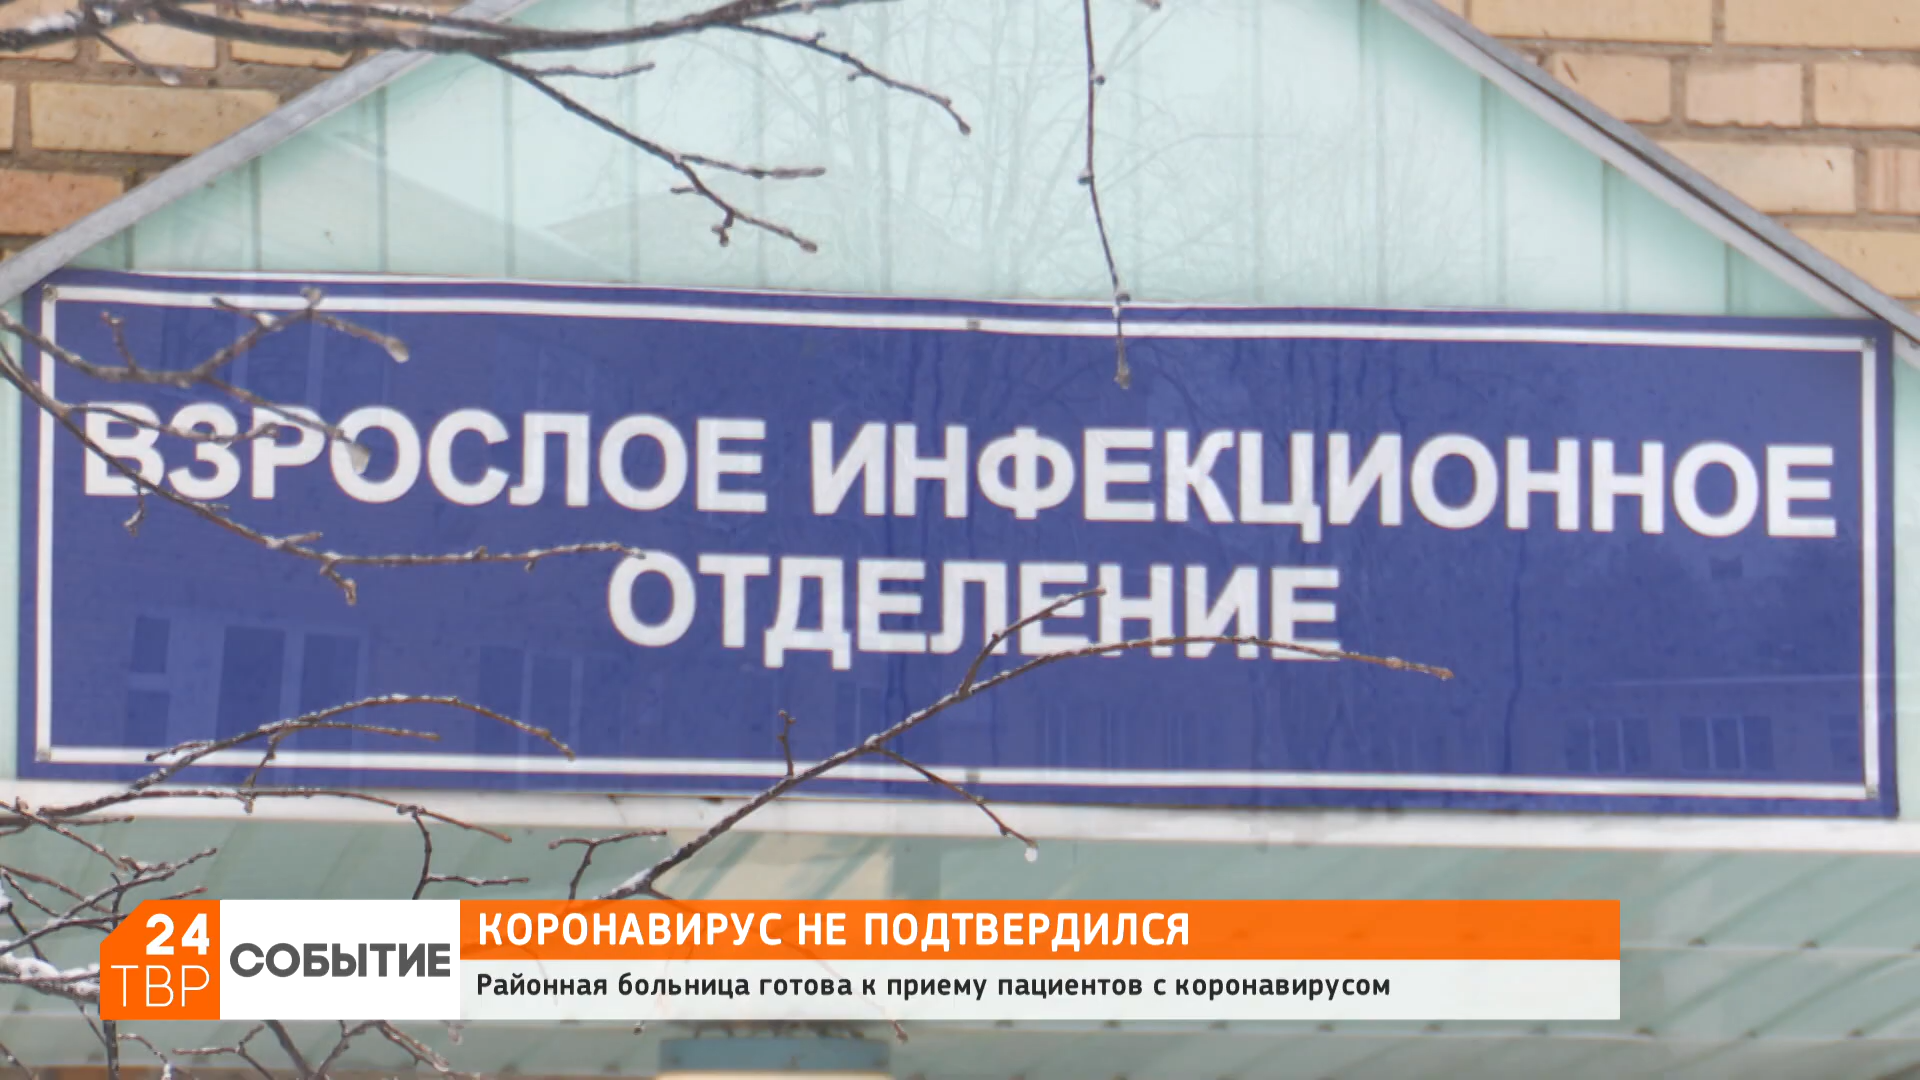 ВЗРОСЛОЕ ИНФЕКЦИОННОЕ
ОТДЕЛЕНИЕ
24
ТВР
СОБЫТИЕ
КОРОНАВИРУС НЕ ПОДТВЕРДИЛСЯ
Районная больница готова к приему пациентов с коронавирусом